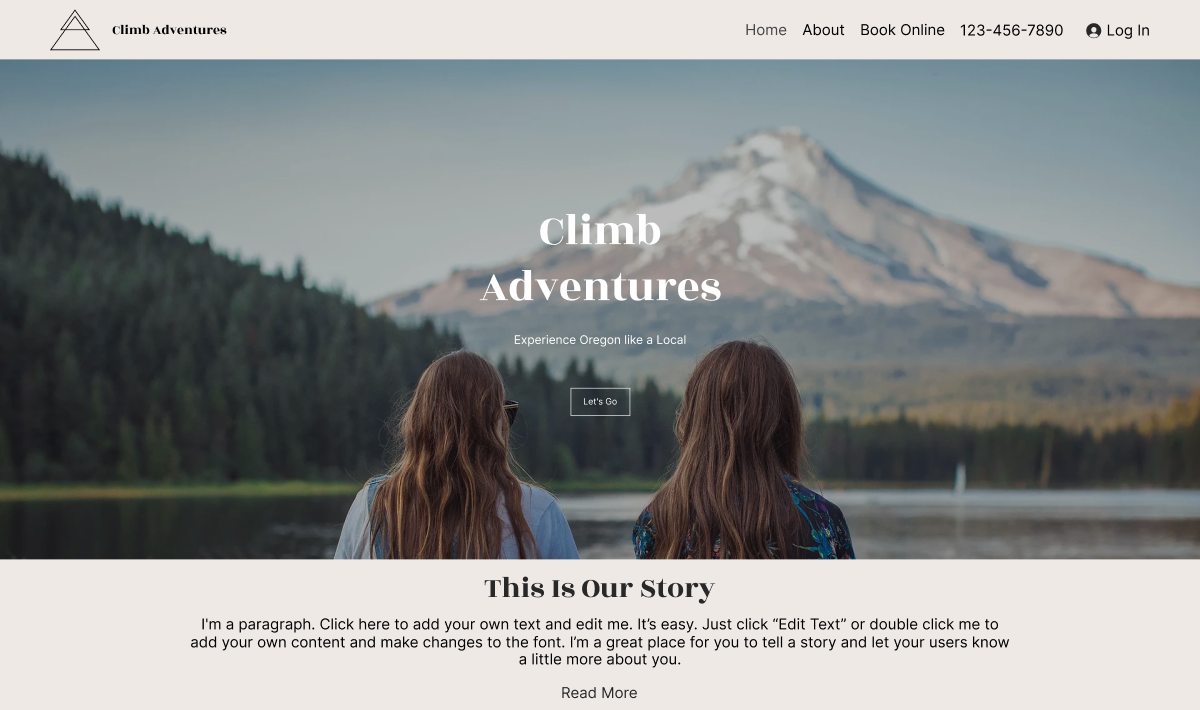 Climb Adventures
Home About Book Online 123-456-7890 Log In
Climb
Adventures
Experience Oregon like a Local
Let's Go
This Is Our Story
I'm a paragraph. Click here to add your own text and edit me. It’s easy. Just click “Edit Text” or double click me to
add your own content and make changes to the font. I’m a great place for you to tell a story and let your users know
a little more about you.
Read More